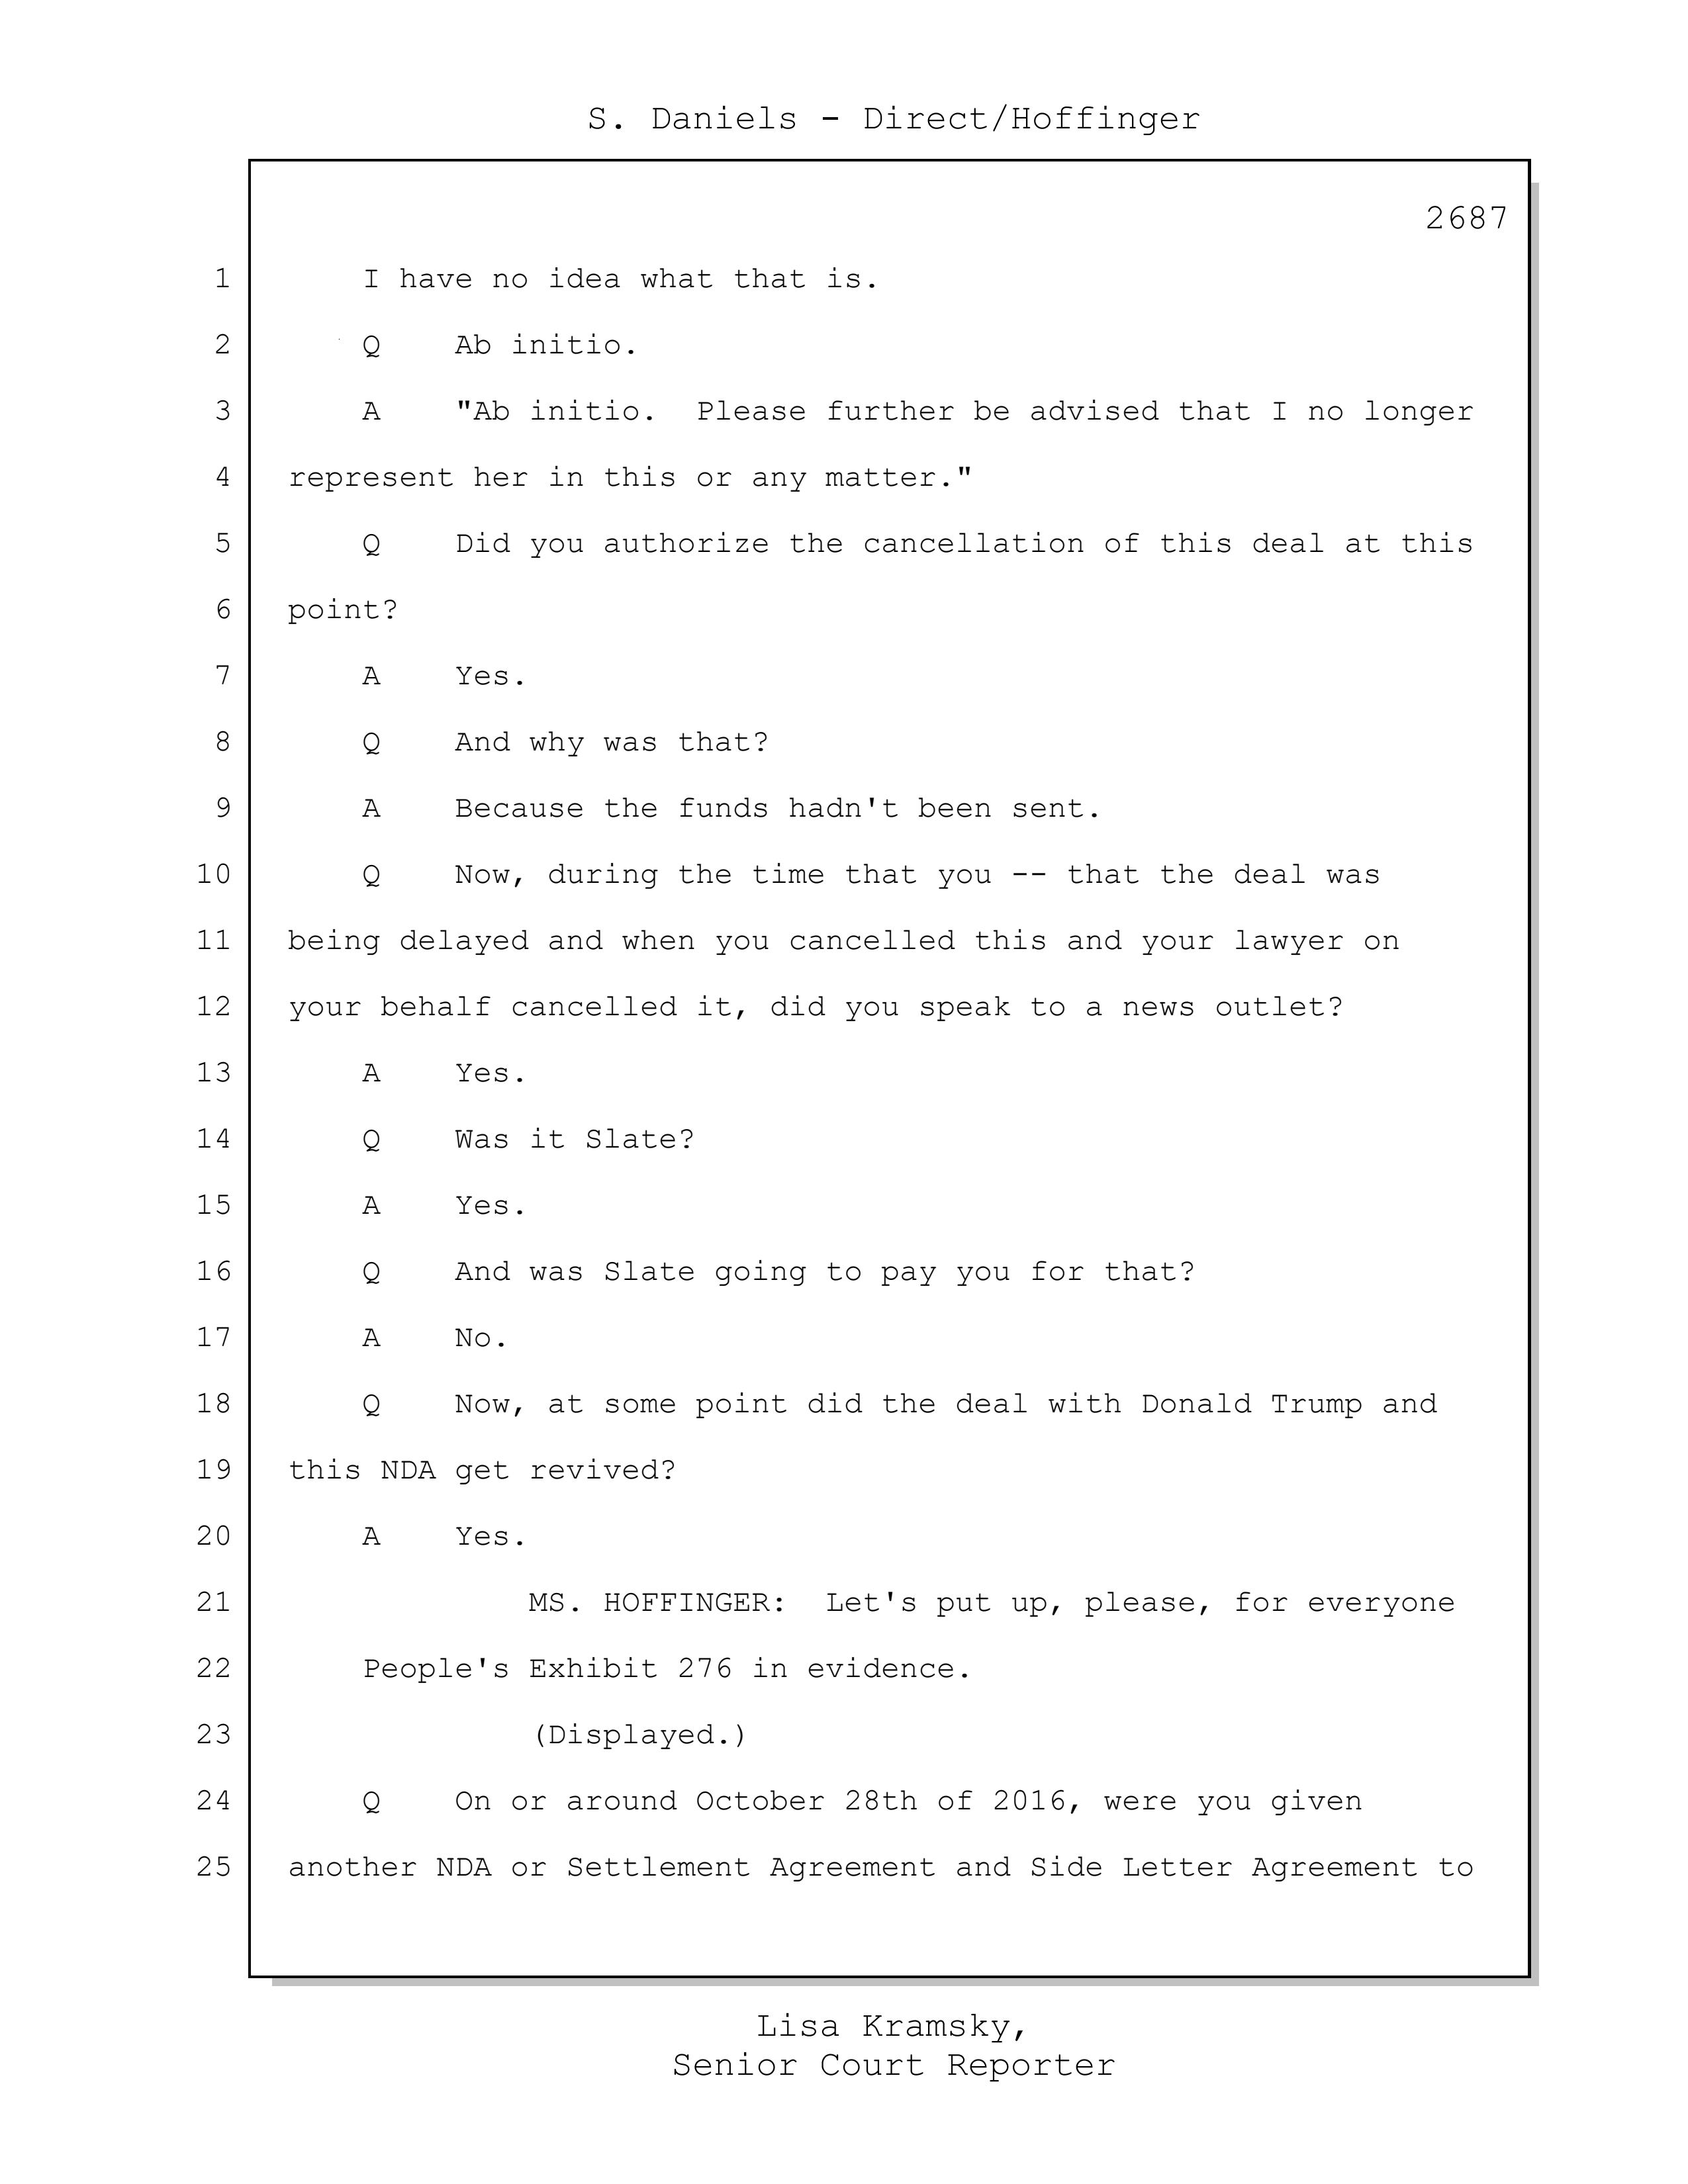 S. Daniels - Direct/Hoffinger
2687
1 I have no idea what that is.
2 Q Ab initio.
3 A "Ab initio. Please further be advised that I no longer
4 represent her in this or any matter."
5 Q Did you authorize the cancellation of this deal at this
6 point?
7 A Yes.
8 Q And why was that?
9 A Because the funds hadn't been sent.
10 Q Now, during the time that you -- that the deal was
11 being delayed and when you cancelled this and your lawyer on
12 your behalf cancelled it, did you speak to a news outlet?
13 A Yes.
14 Q Was it Slate?
15 A Yes.
16 Q And was Slate going to pay you for that?
17 A No.
18 Q Now, at some point did the deal with Donald Trump and
19 this NDA get revived?
20 A Yes.
21 MS. HOFFINGER: Let's put up, please, for everyone
22 People's Exhibit 276 in evidence.
23 (Displayed.)
24 Q On or around October 28th of 2016, were you given
25 another NDA or Settlement Agreement and Side Letter Agreement to
Lisa Kramsky,
Senior Court Reporter